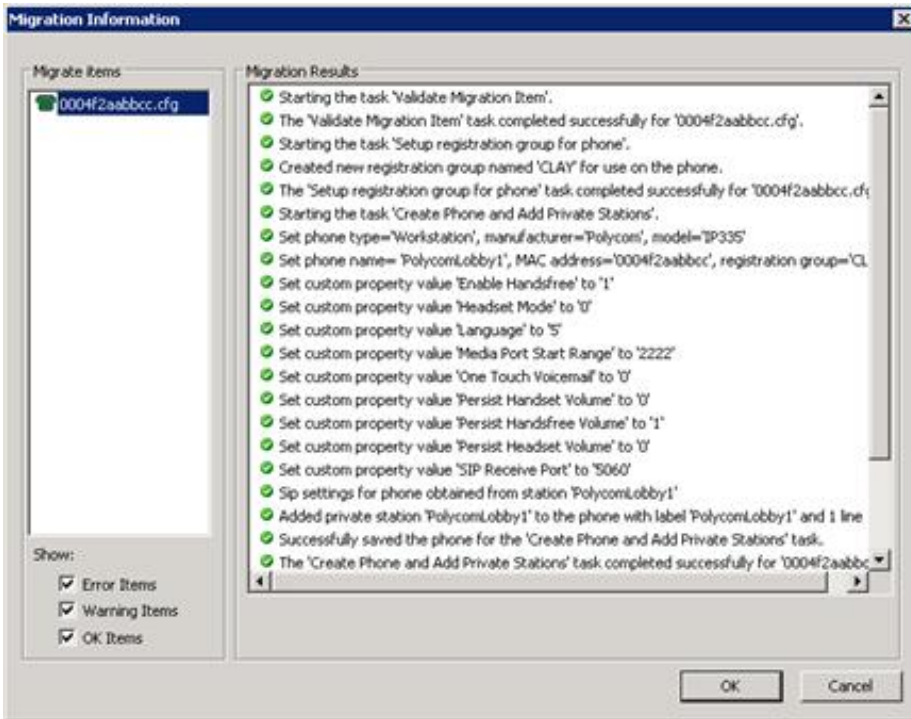 Migration Information
Migrate items
0004f2aabbcc.cfg
Show:
Error Items
Warning Items
OK Items
Migration Results
Starting the task 'Validate Migration Item'.
The 'Validate Migration Item' task completed successfully for '0004f2aabbcc.cfg'.
Starting the task 'Setup registration group for phone'.
Created new registration group named 'CLAY' for use on the phone.
The 'Setup registration group for phone' task completed successfully for '0004f2aabbcc.cfg
Starting the task 'Create Phone and Add Private Stations'.
Set phone type='Workstation', manufacturer='Polycom', model='IP335'
Set phone name= 'PolycomLobby1', MAC address='0004f2aabbcc', registration group='CL
Set custom property value 'Enable Handsfree' to '1'
Set custom property value 'Headset Mode' to '0'
Set custom property value 'Language' to '5'
Set custom property value 'Media Port Start Range' to '2222'
Set custom property value 'One Touch Voicemail' to '0'
Set custom property value 'Persist Handset Volume' to '0'
Set custom property value 'Persist Handsfree Volume' to '1'
Set custom property value 'Persist Headset Volume' to '0'
Set custom property value 'SIP Receive Port' to '5060'
Sip settings for phone obtained from station 'PolycomLobby1'
Added private station 'PolycomLobby1' to the phone with label 'PolycomLobby1' and 1 line
Successfully saved the phone for the 'Create Phone and Add Private Stations' task.
The 'Create Phone and Add Private Stations' task completed successfully for '0004f2aabbc
OK
Cancel